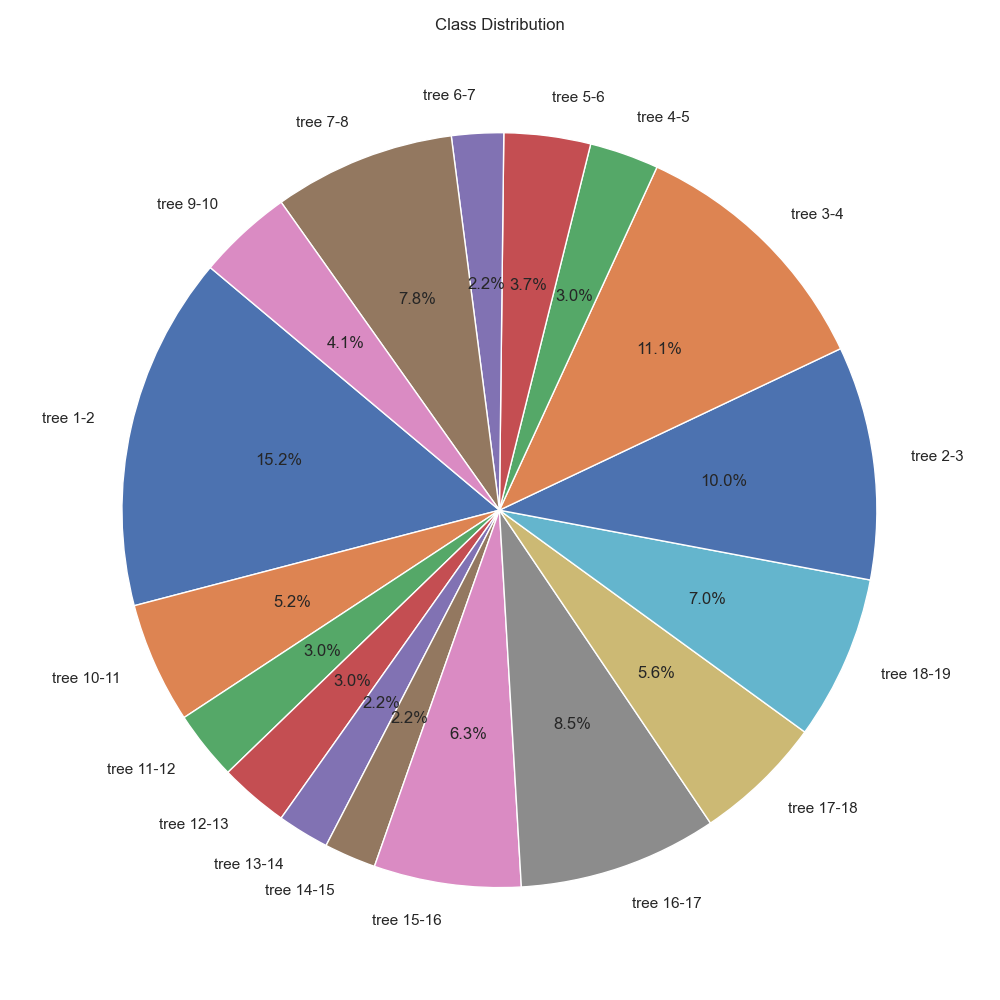 Class Distribution
tree 6-7
tree 5-6
tree 4-5
tree 7-8
tree 9-10
tree 3-4
2.2%
3.7%
3.0%
7.8%
4.1%
11.1%
tree 1-2
15.2%
10.0%
tree 2-3
5.2%
7.0%
3.0%
3.0%
2.2%
2.2%
6.3%
8.5%
5.6%
tree 10-11
tree 18-19
tree 11-12
tree 12-13
tree 13-14
tree 14-15
tree 15-16
tree 16-17
tree 17-18